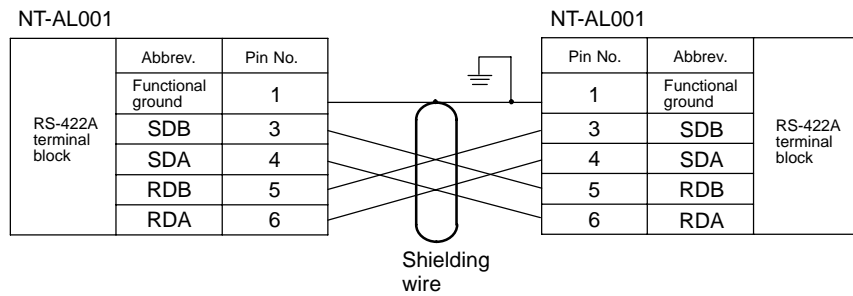 NT-AL001
NT-AL001
Abbrev. Pin No.
Pin No. Abbrev.
Functional
ground
1
1
Functional
ground
RS-422A
terminal
block
SDB 3
SDA 4
RDB 5
RDA 6
3 SDB
4 SDA
5 RDB
6 RDA
RS-422A
terminal
block
Shielding
wire